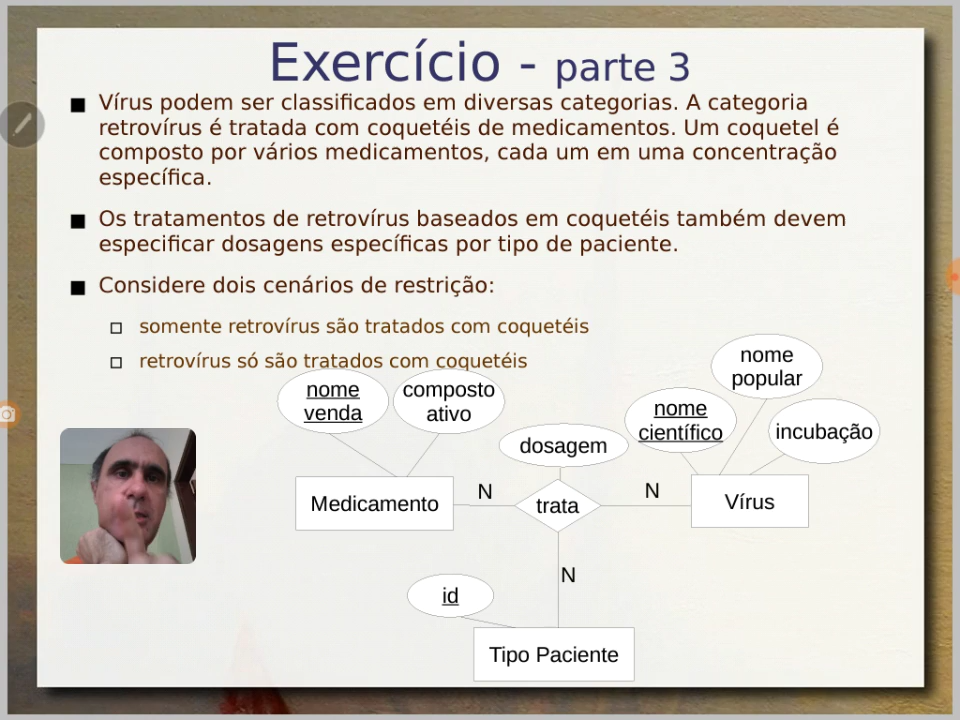 Exercício - parte 3
Vírus podem ser classificados em diversas categorias. A categoria
retrovírus é tratada com coquetéis de medicamentos. Um coquetel é
composto por vários medicamentos, cada um em uma concentração
específica.
Os tratamentos de retrovírus baseados em coquetéis também devem
especificar dosagens específicas por tipo de paciente.
Considere dois cenários de restrição:
somente retrovírus são tratados com coquetéis
retrovírus só são tratados com coquetéis
nome
popular
nome
venda
composto
ativo
nome
científico
incubação
dosagem
Medicamento
N
trata
N
Vírus
N
id
Tipo Paciente